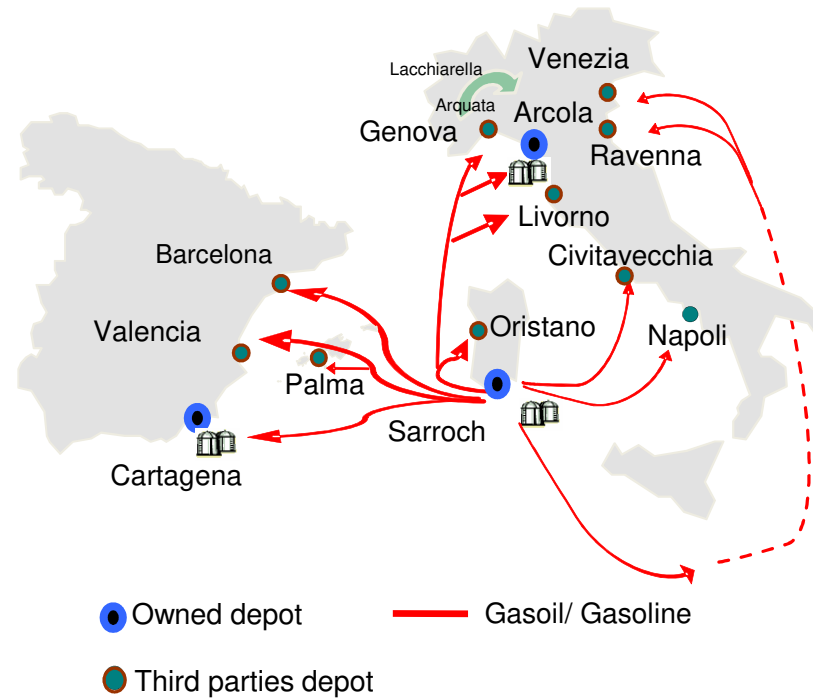 Venezia
Lacchiarella
Arquata
Arcola
Genova
Ravenna
Livorno
Civitavecchia
Barcelona
Oristano
Valencia
Napoli
Palma
Sarroch
Cartagena
Owned depot
Gasoil/ Gasoline
Third parties depot